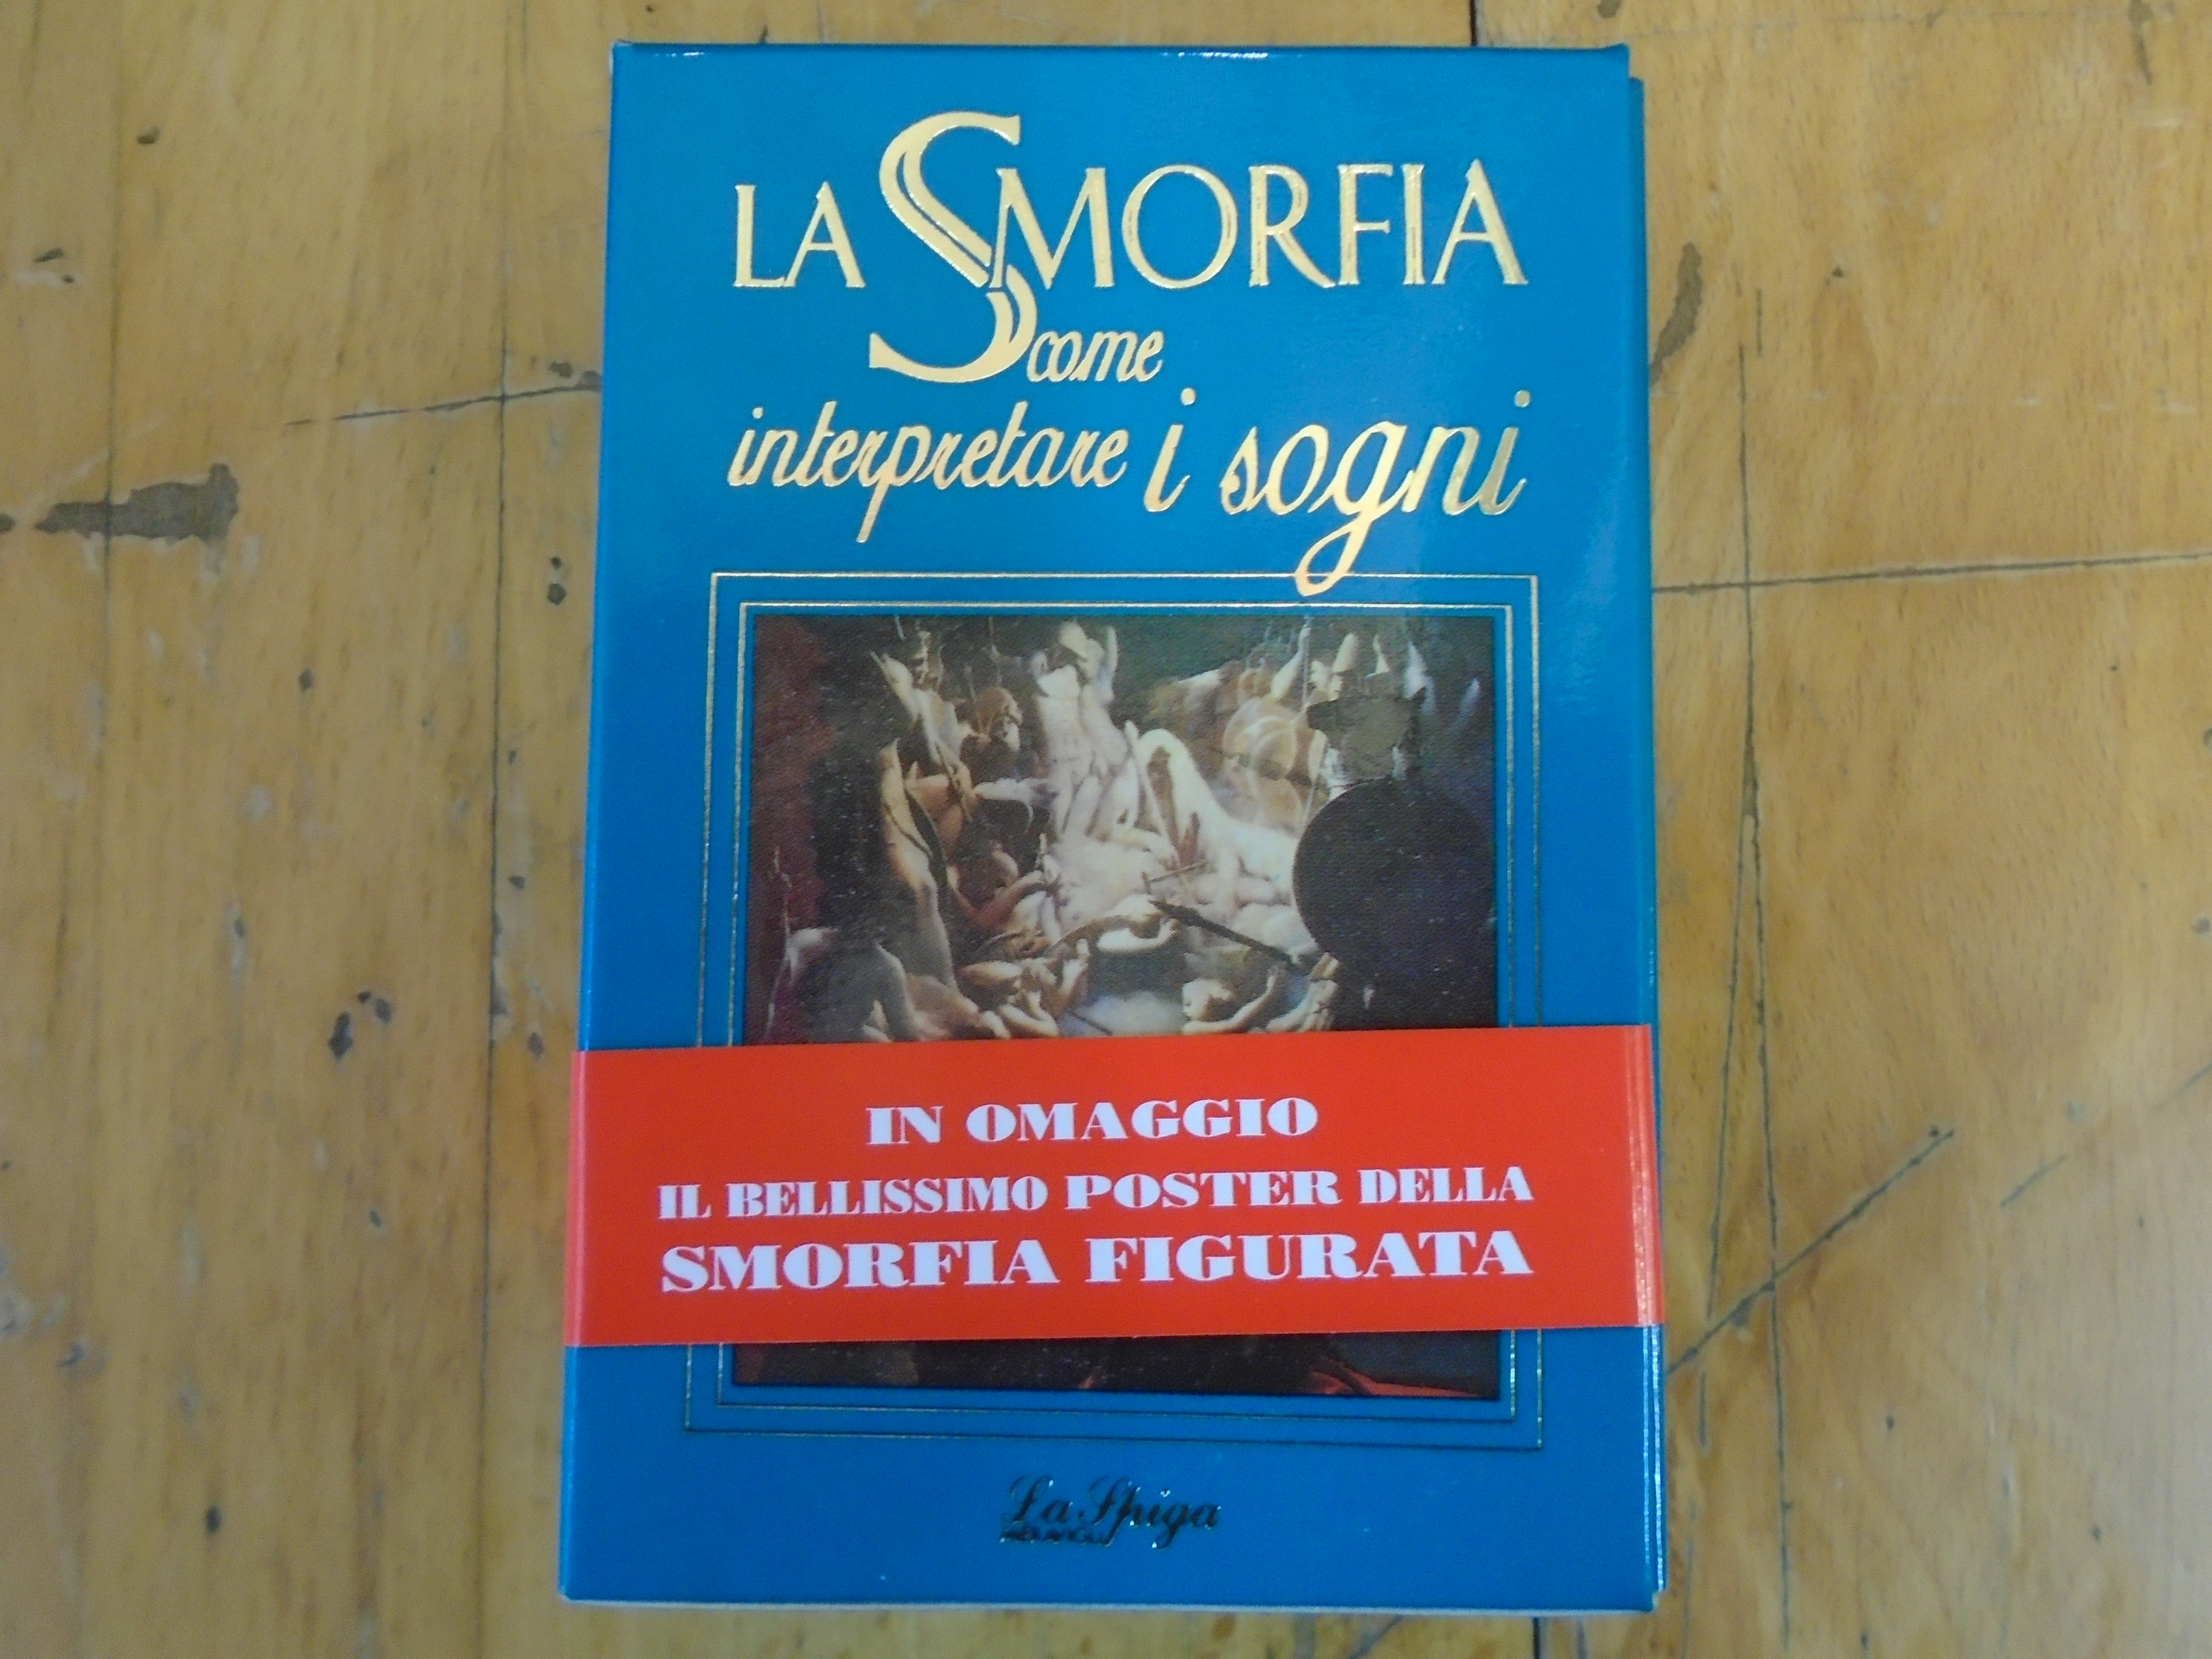 LA SMORFIA
come
interpretare i sogni
IN OMAGGIO
IL BELLISSIMO POSTER DELLA
SMORFIA FIGURATA
La Spiga